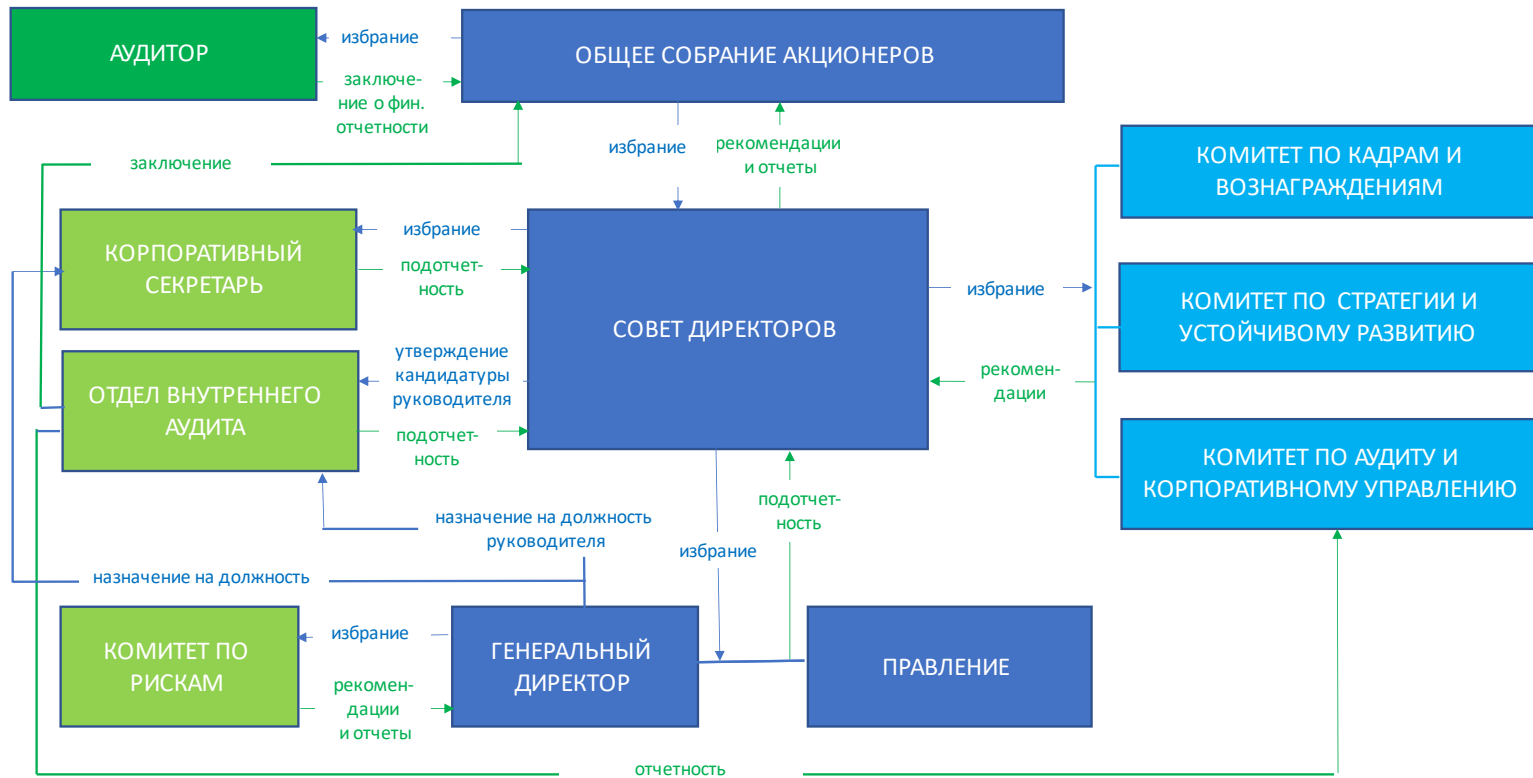 АУДИТОР
избрание
ОБЩЕЕ СОБРАНИЕ АКЦИОНЕРОВ
заключе-
ние о фин.
отчетности
заключение
избрание
рекомендации
и отчеты
КОМИТЕТ ПО КАДРАМ И
ВОЗНАГРАЖДЕНИЯМ
КОРПОРАТИВНЫЙ
СЕКРЕТАРЬ
избрание
подотчет-
ность
СОВЕТ ДИРЕКТОРОВ
избрание
КОМИТЕТ ПО СТРАТЕГИИ И
УСТОЙЧИВОМУ РАЗВИТИЮ
ОТДЕЛ ВНУТРЕННЕГО
АУДИТА
утверждение
кандидатуры
руководителя
подотчет-
ность
рекомен-
дации
КОМИТЕТ ПО АУДИТУ И
КОРПОРАТИВНОМУ УПРАВЛЕНИЮ
назначение на должность
руководителя
избрание
подотчет-
ность
назначение на должность
КОМИТЕТ ПО
РИСКАМ
избрание
рекомен-
дации
и отчеты
ГЕНЕРАЛЬНЫЙ
ДИРЕКТОР
ПРАВЛЕНИЕ
отчетность